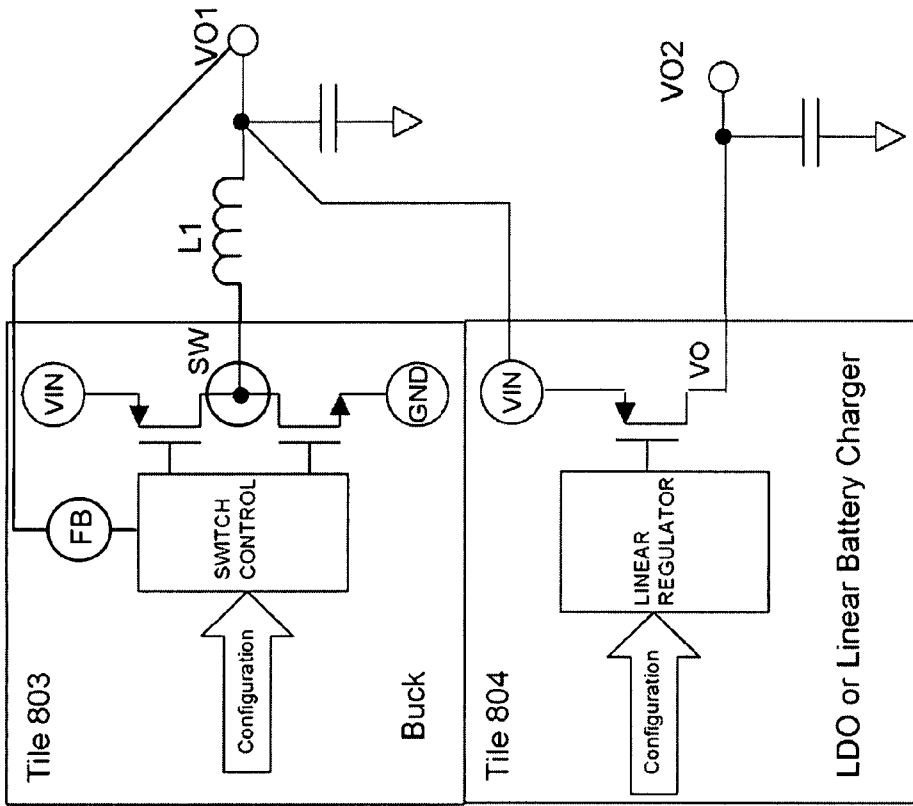 Tile 803
FB
VIN
SW
L1
VO1
SWITCH
CONTROL
Configuration
GND
Buck
Tile 804
VIN
VO
VO2
LINEAR
REGULATOR
Configuration
LDO or Linear Battery Charger